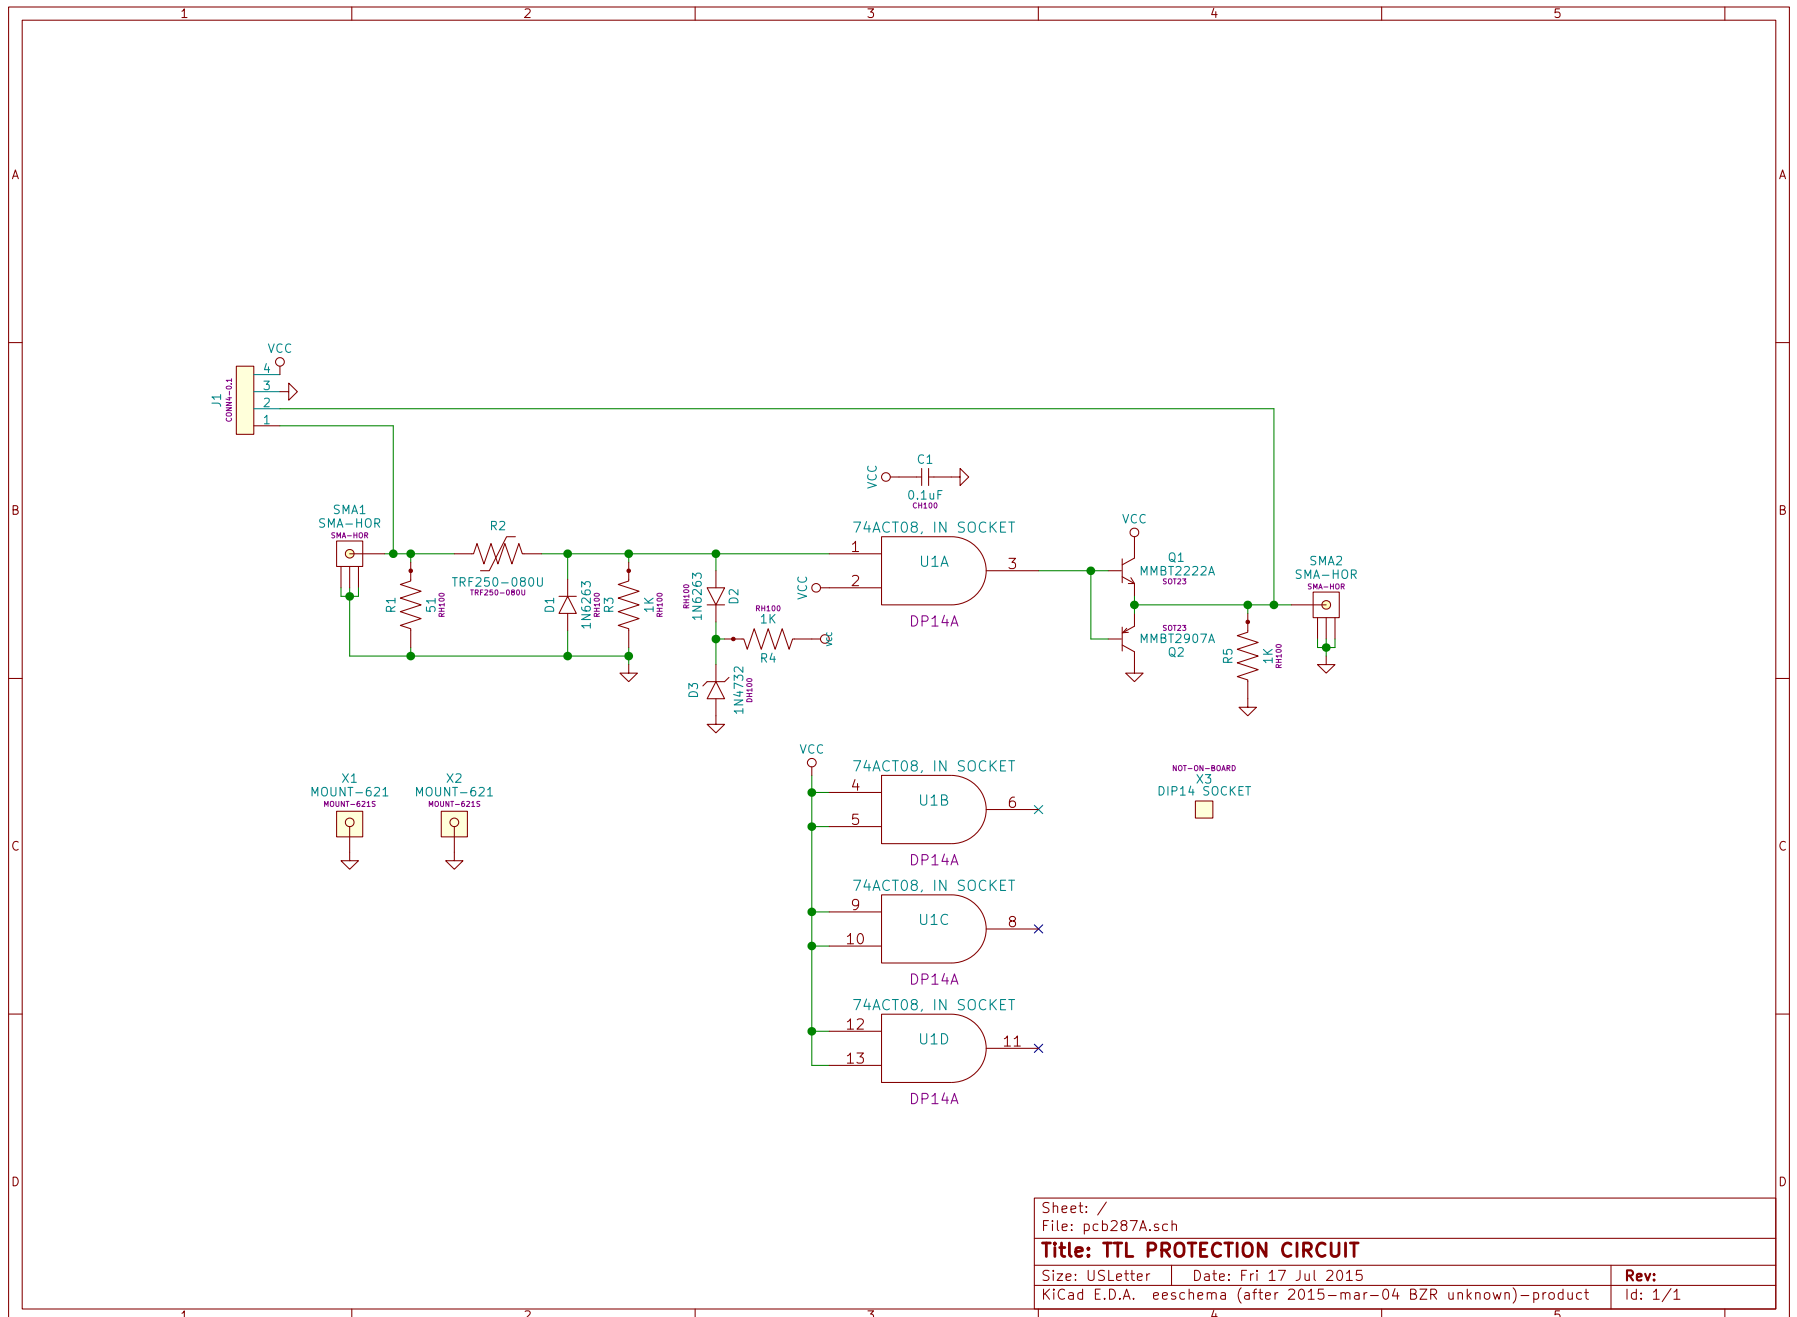 1 2 3 4 5
A A
VCC
4
3
2
1
J1
CONN4-0.1
B B
SMA1
SMA-HOR
SMA-HOR
R1
51
RH100
R2
TRF250-080U
TRF250-080U
D1
1N6263
RH100
R3
1K
RH100
RH100
1N6263
D2
RH100
1K
R4
VCC
D3
1N4732
DH100
VCC
C1
0.1uF
CH100
74ACT08, IN SOCKET
1
VCC
2
U1A
3
DP14A
VCC
Q1
MMBT2222A
SOT23
SOT23
MMBT2907A
Q2
R5
1K
RH100
SMA2
SMA-HOR
SMA-HOR
X1
MOUNT-621
MOUNT-621S
X2
MOUNT-621
MOUNT-621S
VCC
74ACT08, IN SOCKET
4
5
U1B
6
DP14A
NOT-ON-BOARD
X3
DIP14 SOCKET
C C
74ACT08, IN SOCKET
9
10
U1C
8
DP14A
74ACT08, IN SOCKET
12
13
U1D
11
DP14A
D D
Sheet: /
File: pcb287A.sch
Title: TTL PROTECTION CIRCUIT
Size: USLetter Date: Fri 17 Jul 2015 Rev:
KiCad E.D.A. eeschema (after 2015-mar-04 BZR unknown)-product Id: 1/1
1 2 3 4 5